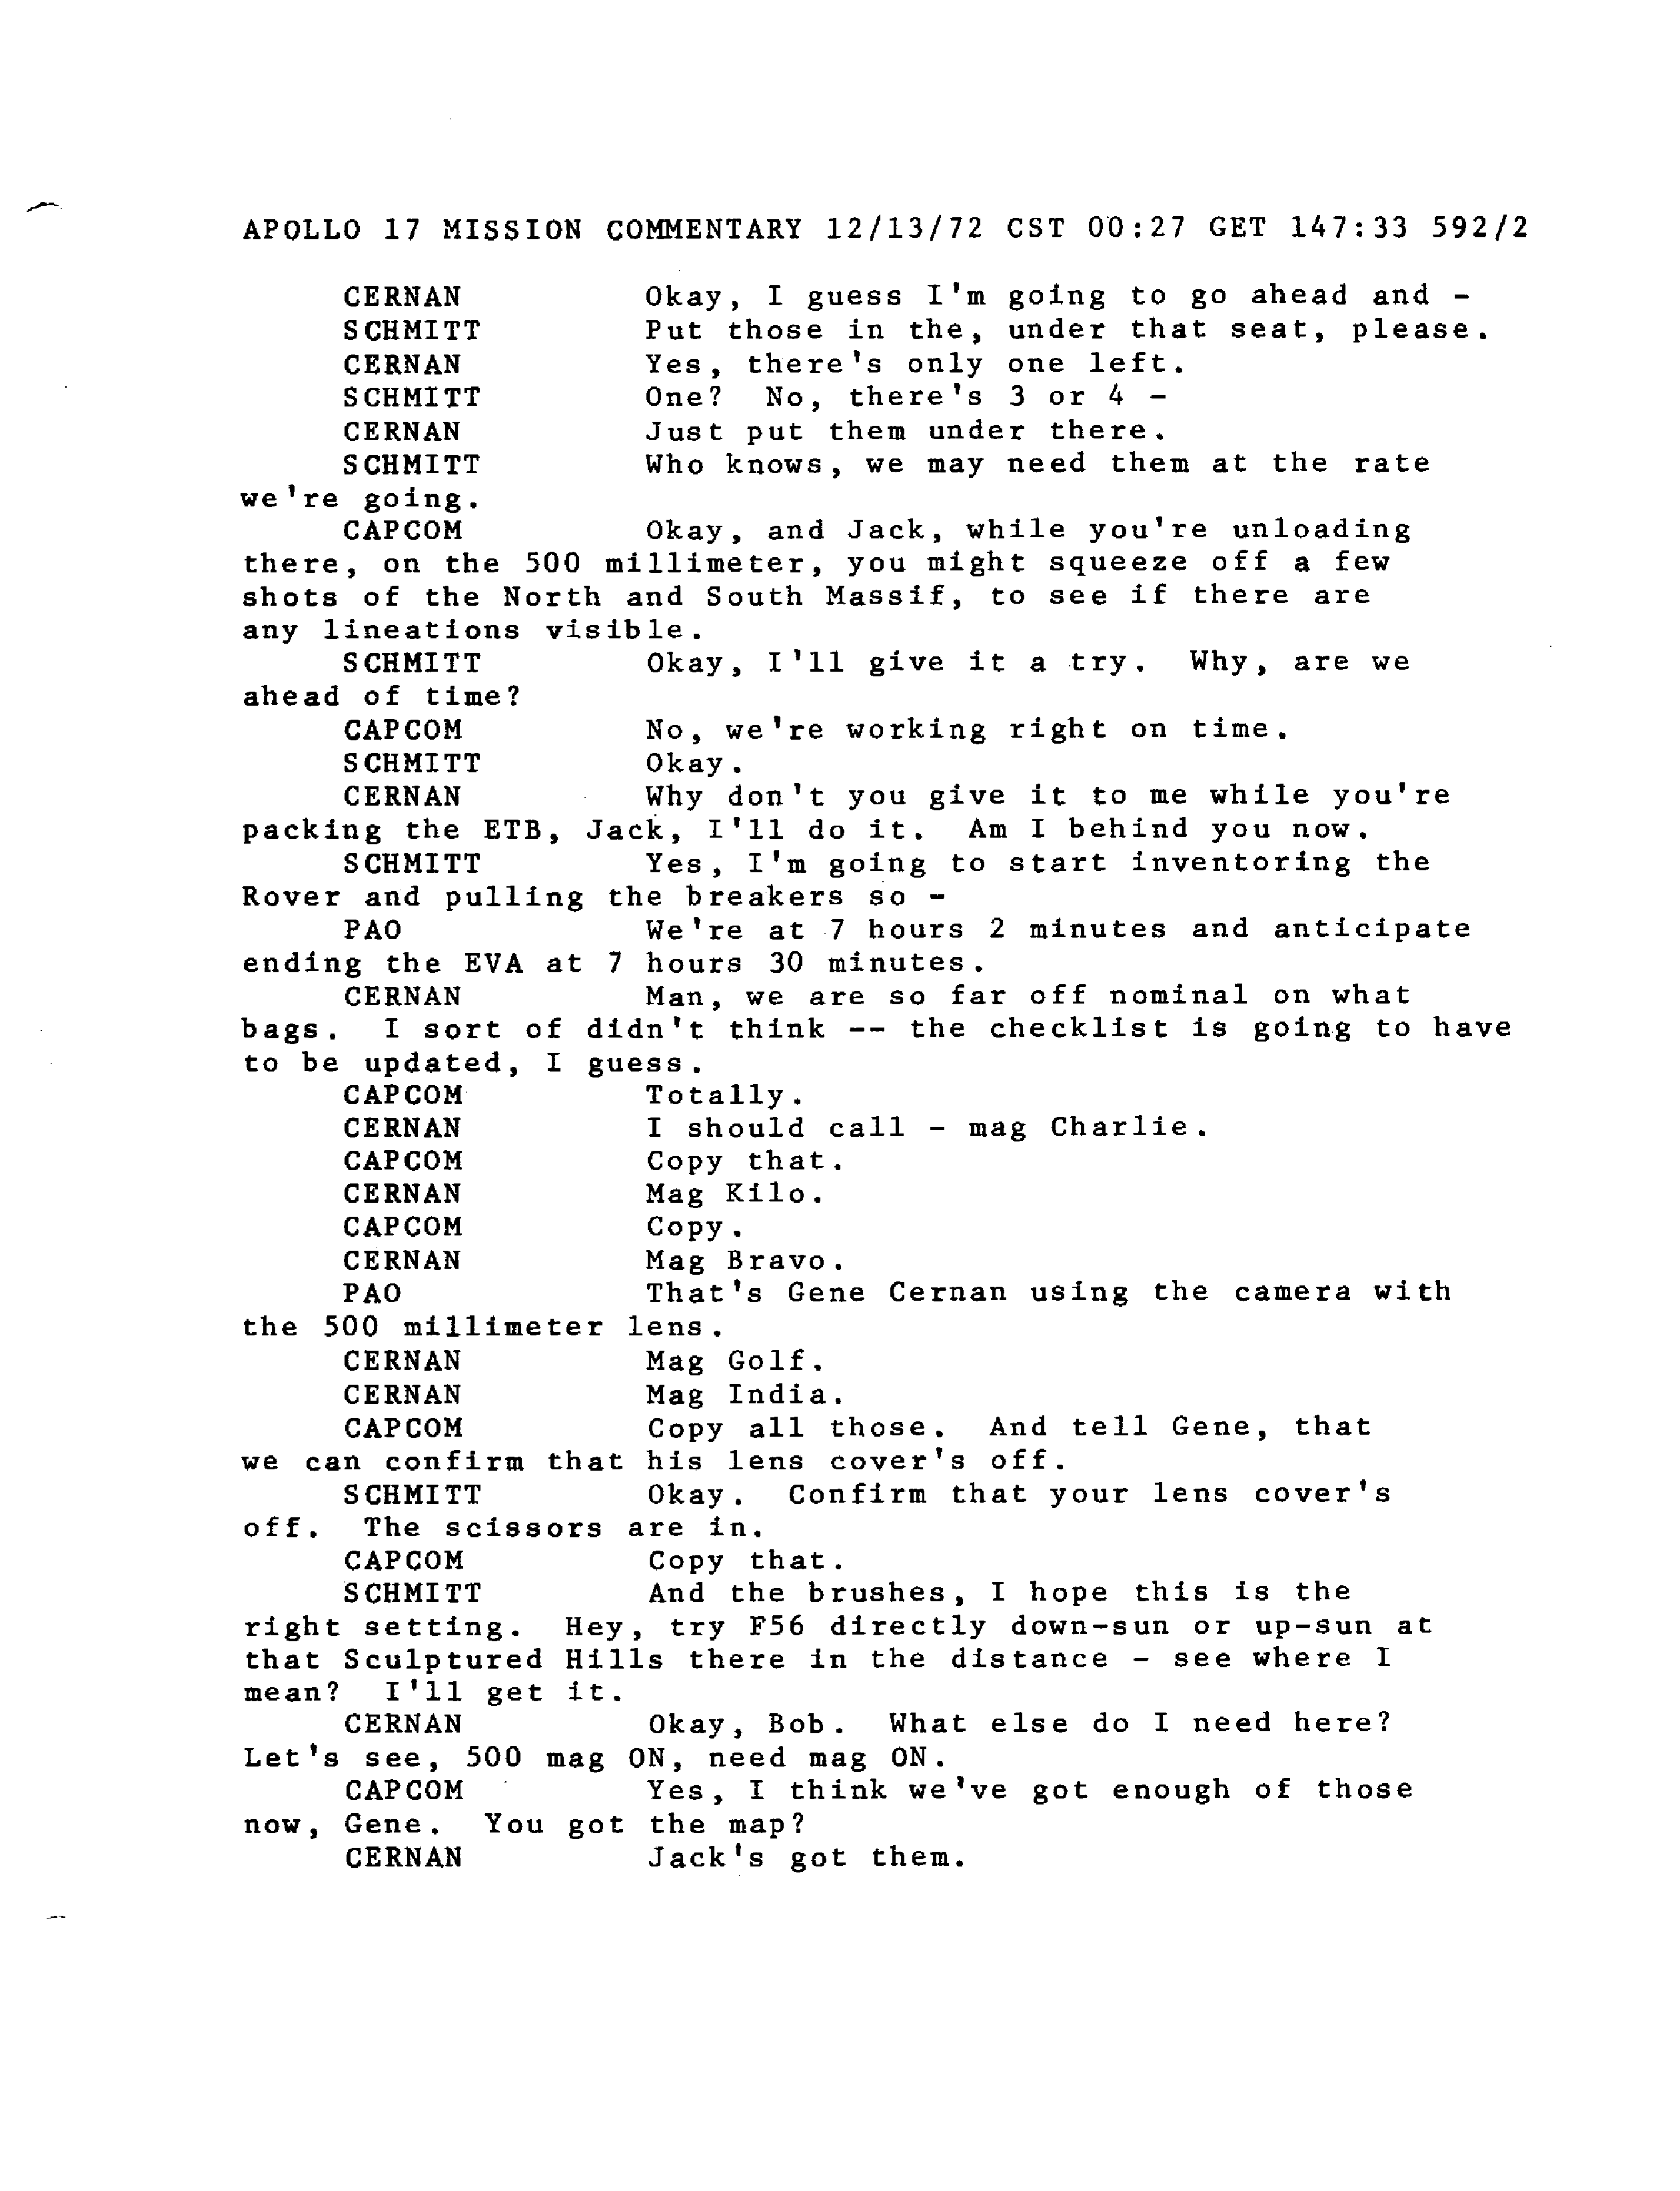 APOLLO 17 MISSION COMMENTARY 12/13/72 CST 00:27 GET 147:33 592/2
CERNAN Okay, I guess I'm going to go ahead and -
SCHMITT Put those in the, under that seat, please.
CERNAN Yes, there's only one left.
SCHMITT One? No, there's 3 or 4 -
CERNAN Just put them under there.
SCHMITT Who knows, we may need them at the rate
we're going.
CAPCOM Okay, and Jack, while you're unloading
there, on the 500 millimeter, you might squeeze off a few
shots of the North and South Massif, to see if there are
any lineations visible.
SCHMITT Okay, I'll give it a try. Why, are we
ahead of time?
CAPCOM No, we're working right on time.
SCHMITT Okay.
CERNAN Why don't you give it to me while you're
packing the ETB, Jack, I'll do it. Am I behind you now.
SCHMITT Yes, I'm going to start inventoring the
Rover and pulling the breakers so -
PAO We're at 7 hours 2 minutes and anticipate
ending the EVA at 7 hours 30 minutes.
CERNAN Man, we are so far off nominal on what
bags. I sort of didn't think -- the checklist is going to have
to be updated, I guess.
CAPCOM Totally.
CERNAN I should call - mag Charlie.
CAPCOM Copy that.
CERNAN Mag Kilo.
CAPCOM Copy.
CERNAN Mag Bravo.
PAO That's Gene Cernan using the camera with
the 500 millimeter lens.
CERNAN Mag Golf.
CERNAN Mag India.
CAPCOM Copy all those. And tell Gene, that
we can confirm that his lens cover's off.
SCHMITT Okay. Confirm that your lens cover's
off. The scissors are in.
CAPCOM Copy that.
SCHMITT And the brushes, I hope this is the
right setting. Hey, try F56 directly down-sun or up-sun at
that Sculptured Hills there in the distance - see where I
mean? I'll get it.
CERNAN Okay, Bob. What else do I need here?
Let's see, 500 mag ON, need mag ON.
CAPCOM Yes, I think we've got enough of those
now, Gene. You got the map?
CERNAN Jack's got them.